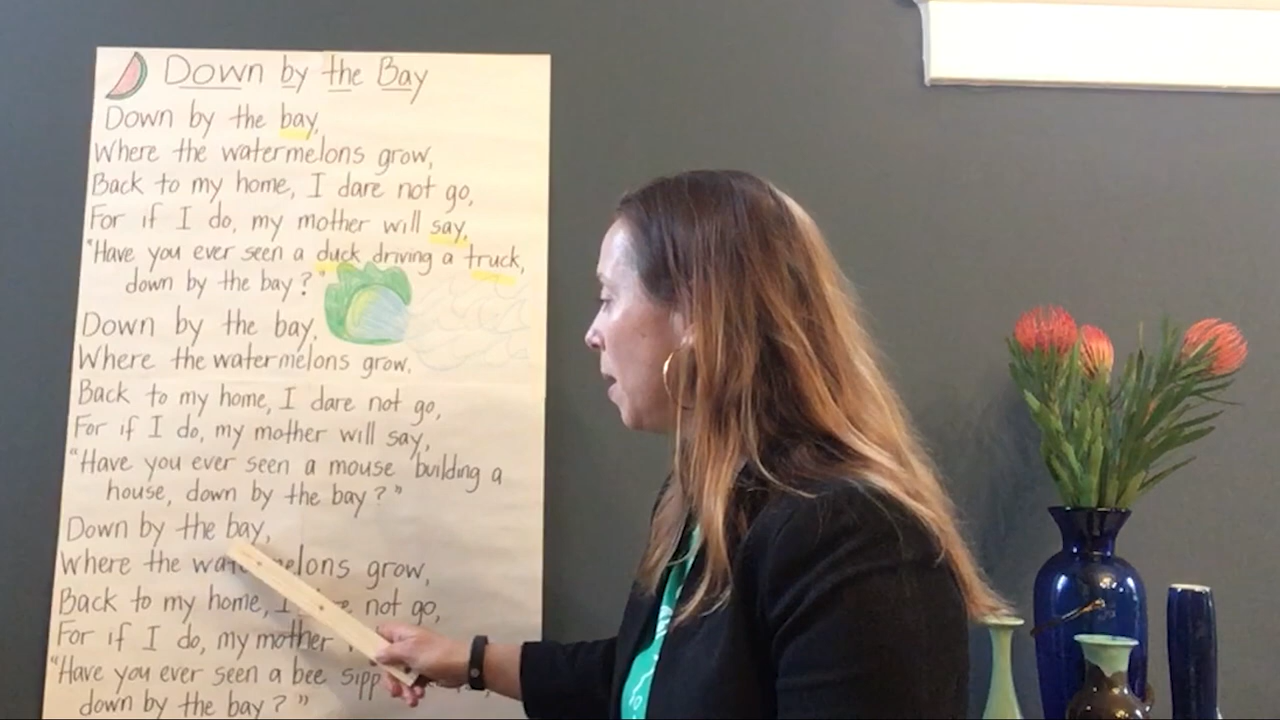 Down by the Bay
Down by the bay,
Where the watermelons grow,
Back to my home, I dare not go,
For if I do, my mother will say,
"Have you ever seen a duck driving a truck,
down by the bay?"
Down by the bay,
Where the watermelons grow.
Back to my home, I dare not go,
For if I do, my mother will say,
"Have you ever seen a mouse building a
house, down by the bay?"
Down by the bay,
Where the elons grow,
Back to my home, I not go,
For if I do, my mother
"Have you ever seen a bee sipp
down by the bay?"